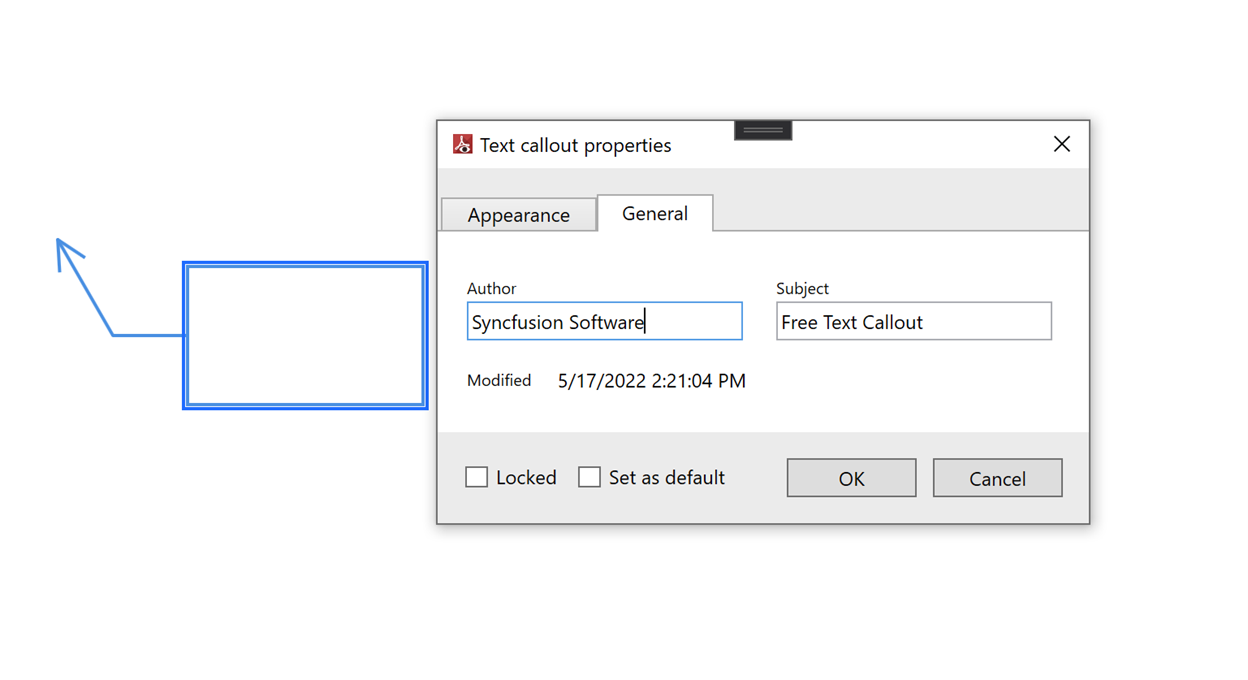 Text callout properties
Appearance
General
Author
Subject
Syncfusion Software
Free Text Callout
Modified 5/17/2022 2:21:04 PM
Locked
Set as default
OK
Cancel